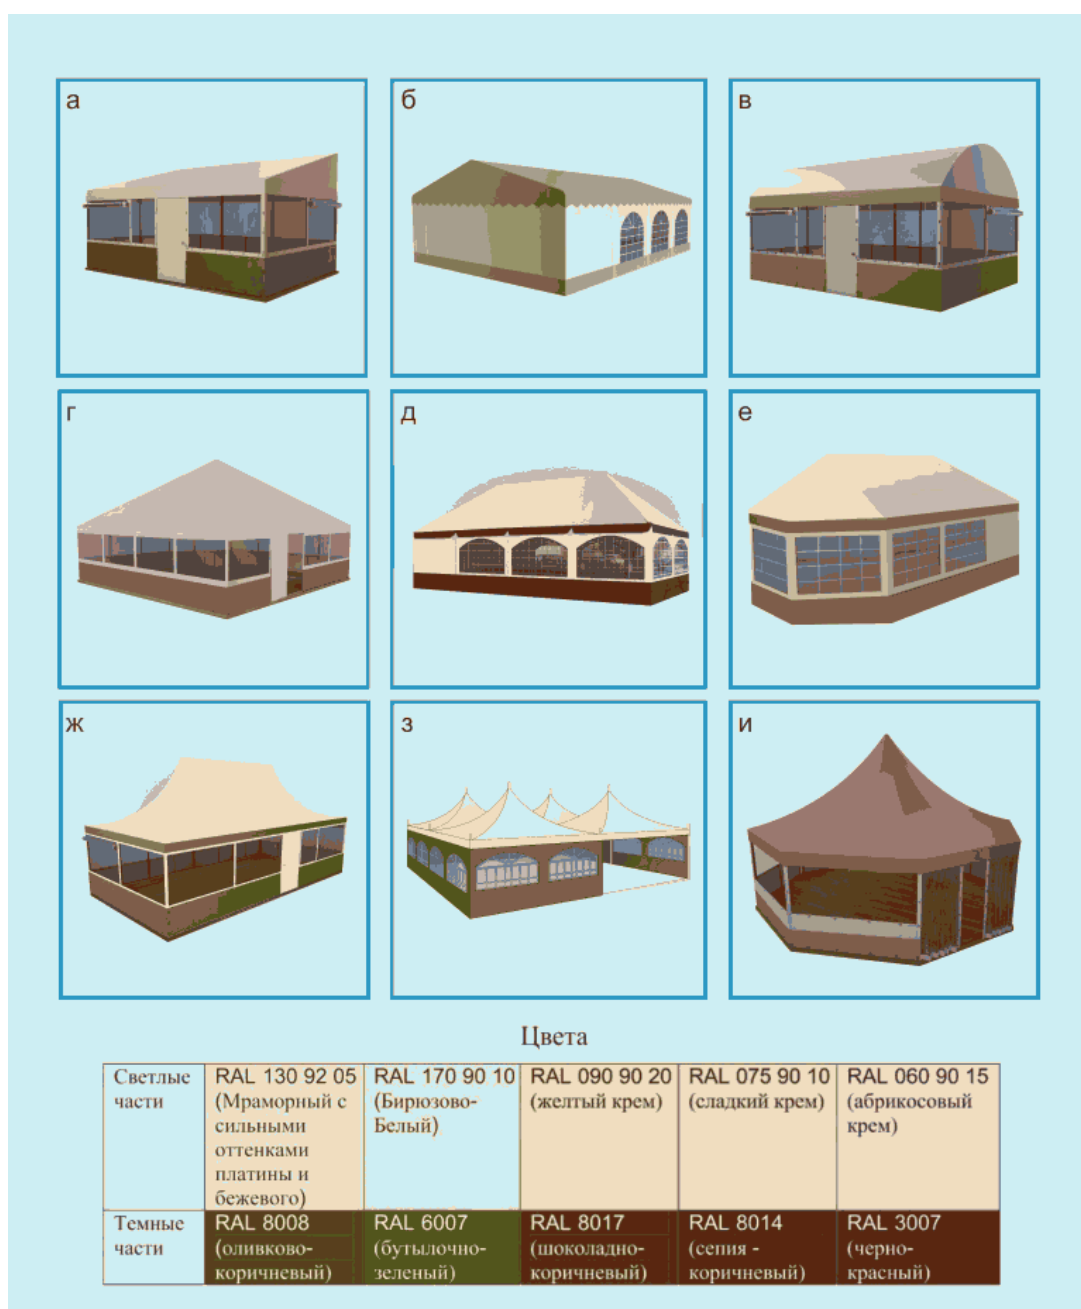 а
б
в
г
д
е
ж
з
и
Цвета
Светлые части
RAL 130 92 05
(Мраморный с
сильными
оттенками
платины и
бежевого)
RAL 170 90 10
(Бирюзово-
Белый)
RAL 090 90 20
(желтый крем)
RAL 075 90 10
(сладкий крем)
RAL 060 90 15
(абрикосовый
крем)
Темные
части
RAL 8008
(оливково-
коричневый)
RAL 6007
(бутылочно-
зеленый)
RAL 8017
(шоколадно-
коричневый)
RAL 8014
(сепия -
коричневый)
RAL 3007
(черно-
красный)